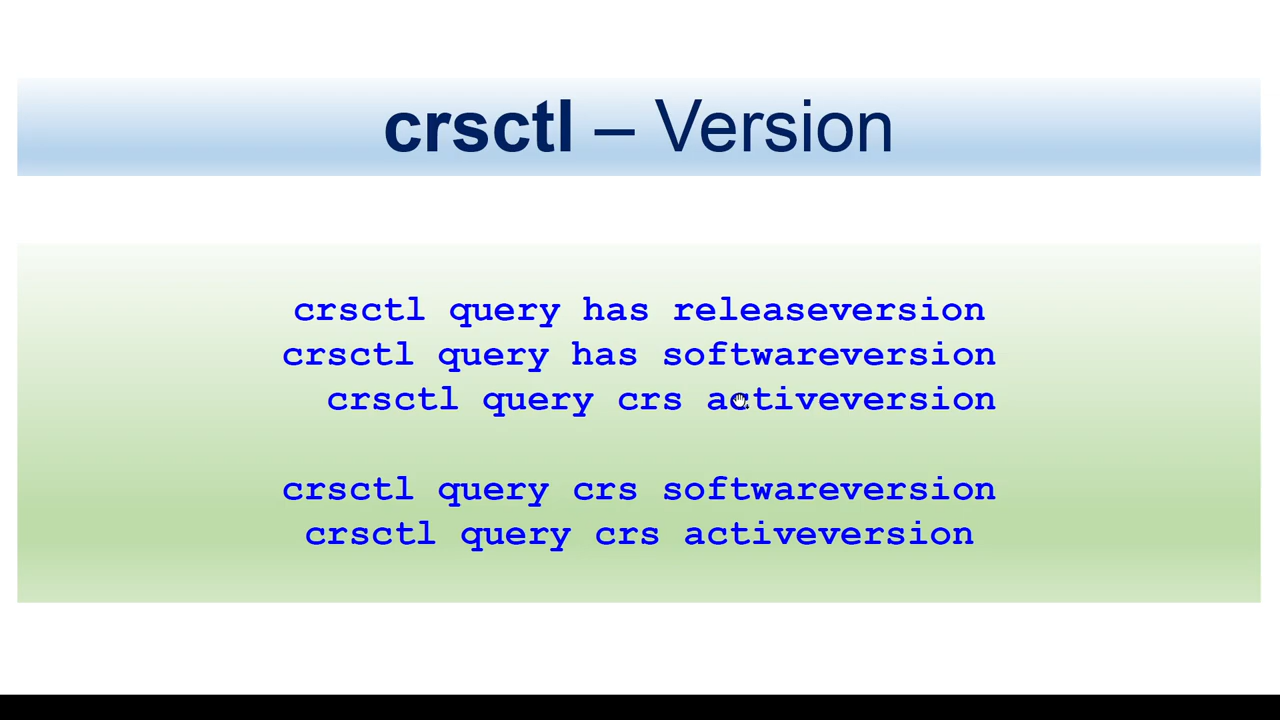 crsctl – Version
crsctl query has releaseversion
crsctl query has softwareversion
crsctl query crs activeversion
crsctl query crs softwareversion
crsctl query crs activeversion